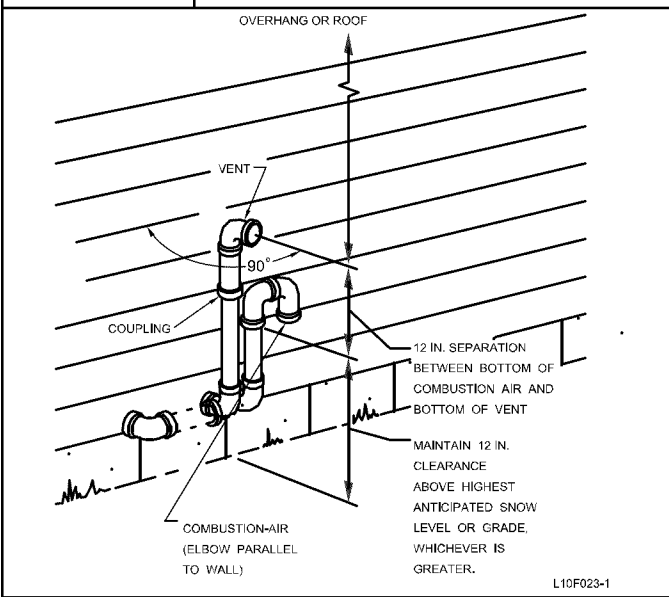 OVERHANG OR ROOF
VENT
90°
COUPLING
12 IN. SEPARATION
BETWEEN BOTTOM OF
COMBUSTION AIR AND
BOTTOM OF VENT
MAINTAIN 12 IN.
CLEARANCE
ABOVE HIGHEST
ANTICIPATED SNOW
LEVEL OR GRADE,
WHICHEVER IS
GREATER.
COMBUSTION-AIR
(ELBOW PARALLEL
TO WALL)
L10F023-1